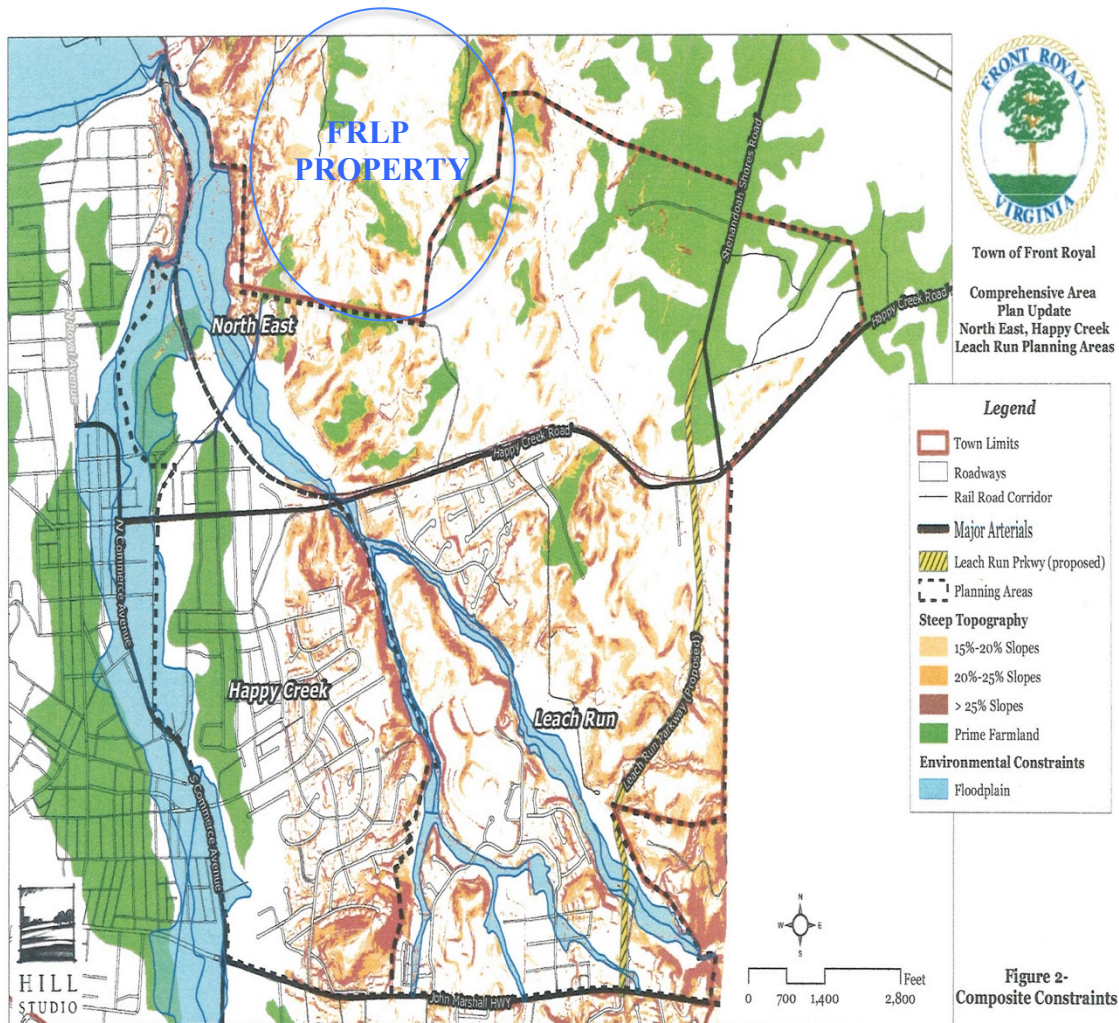 FRLP
PROPERTY
North East
Happy Creek Road
Shenandoah Shores Road
Happy Creek Road
N Royal Avenue
N Commerce Avenue
Happy Creek
Leach Run
Leach Run Parkway (Proposed)
S Commerce Avenue
John Marshall HWY
HILL
STUDIO
FRONT ROYAL
VIRGINIA
Town of Front Royal
Comprehensive Area
Plan Update
North East, Happy Creek
Leach Run Planning Areas
Legend
Town Limits
Roadways
Rail Road Corridor
Major Arterials
Leach Run Prkwy (proposed)
Planning Areas
Steep Topography
15%-20% Slopes
20%-25% Slopes
> 25% Slopes
Prime Farmland
Environmental Constraints
Floodplain
N
W E
S
Feet
0 700 1,400 2,800
Figure 2-
Composite Constraints